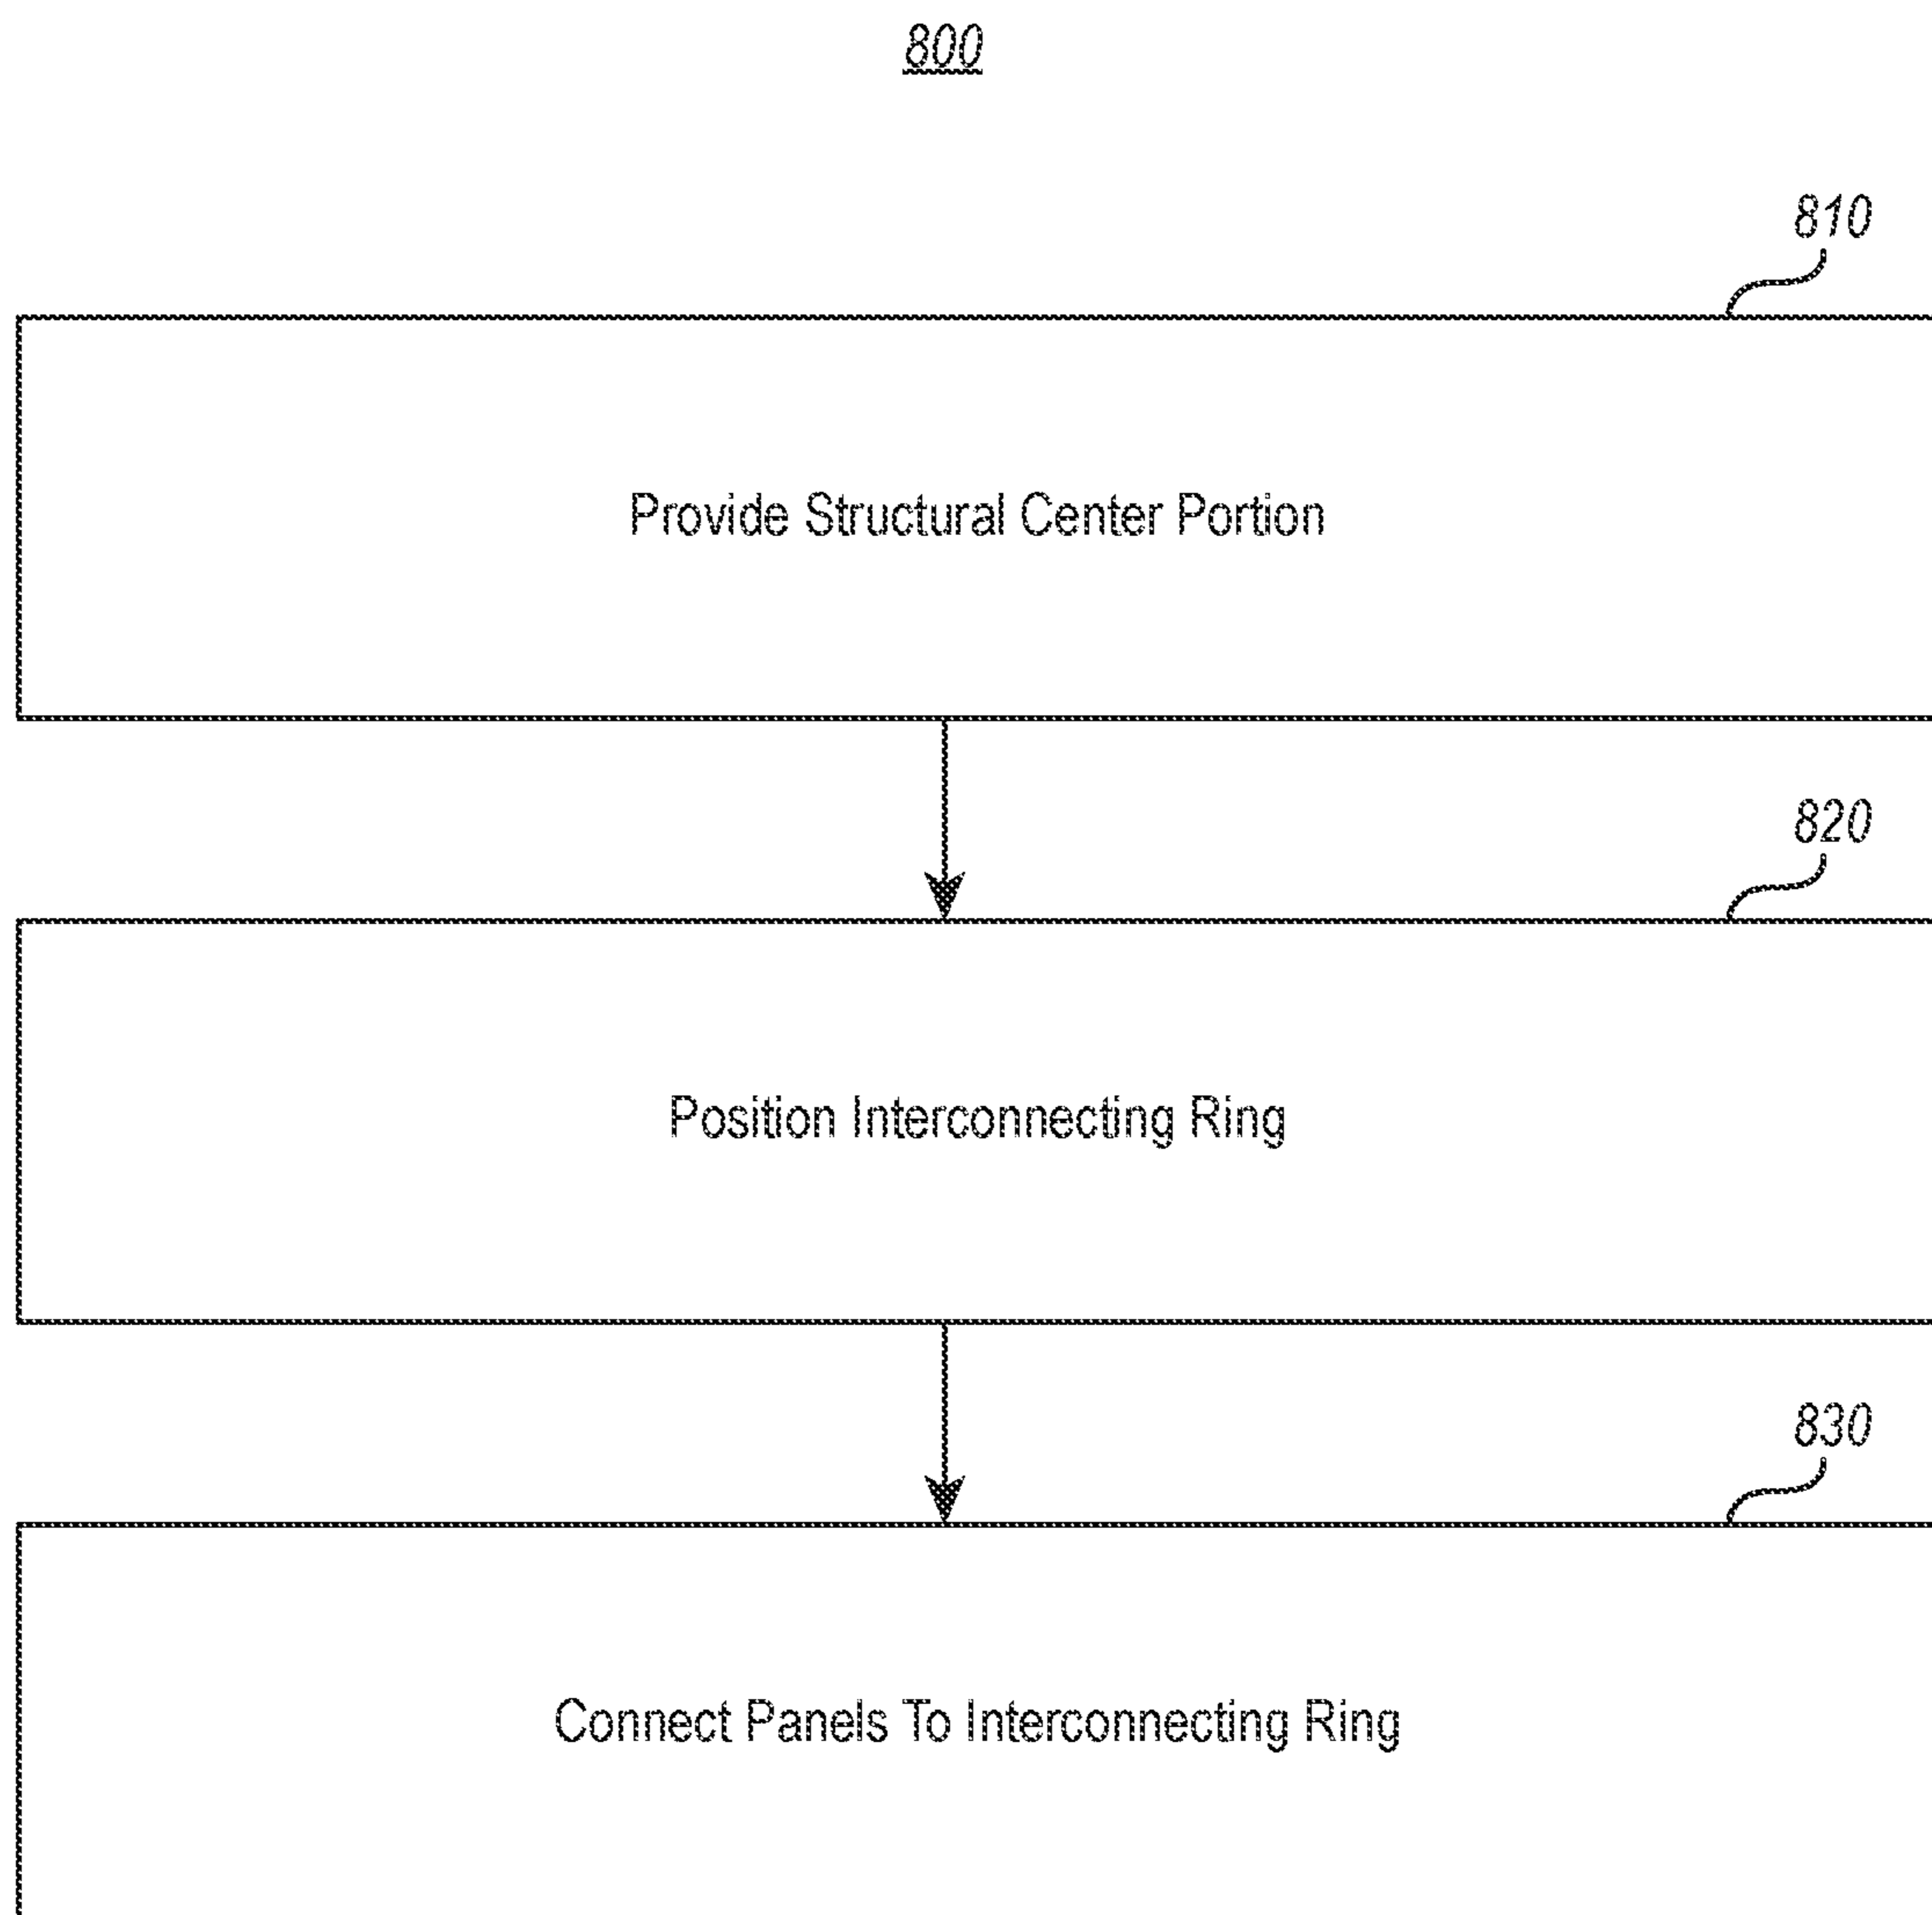 800
810
Provide Structural Center Portion
820
Position Interconnecting Ring
830
Connect Panels To Interconnecting Ring